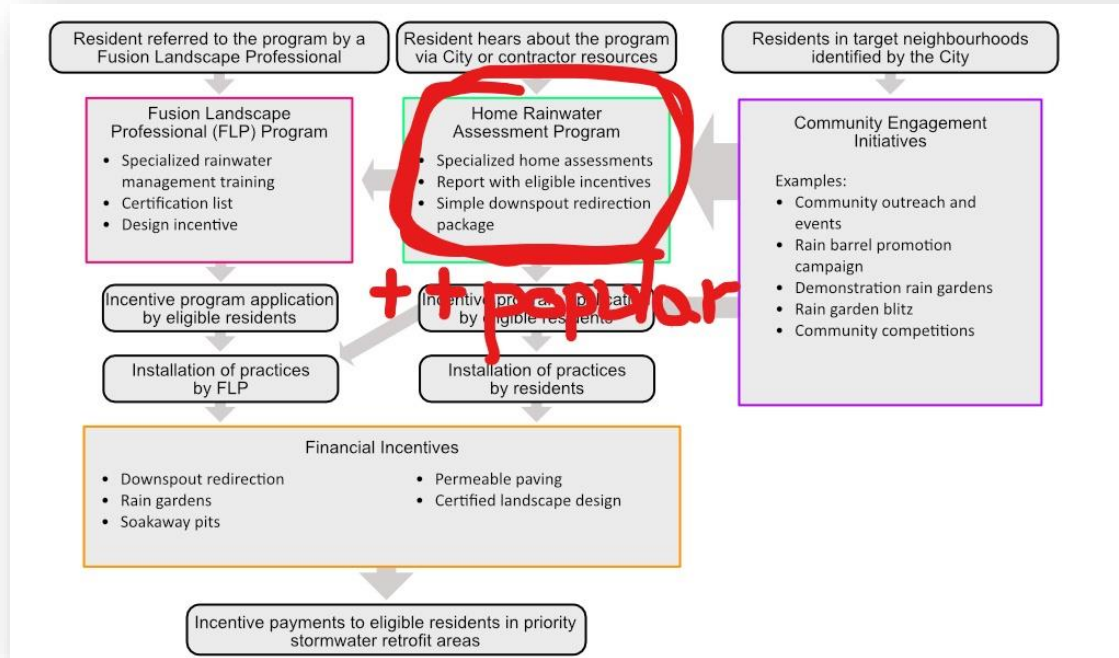 Resident referred to the program by a
Fusion Landscape Professional
Resident hears about the program
via City or contractor resources
Residents in target neighbourhoods
identified by the City
Fusion Landscape
Professional (FLP) Program
• Specialized rainwater
management training
• Certification list
• Design incentive
Home Rainwater
Assessment Program
• Specialized home assessments
• Report with eligible incentives
• Simple downspout redirection
package
Community Engagement
Initiatives
Examples:
• Community outreach and
events
• Rain barrel promotion
campaign
• Demonstration rain gardens
• Rain garden blitz
• Community competitions
++ popular
Incentive program application
by eligible residents
Incentive program application
by eligible residents
Installation of practices
by FLP
Installation of practices
by residents
Financial Incentives
• Downspout redirection
• Rain gardens
• Soakaway pits
• Permeable paving
• Certified landscape design
Incentive payments to eligible residents in priority
stormwater retrofit areas